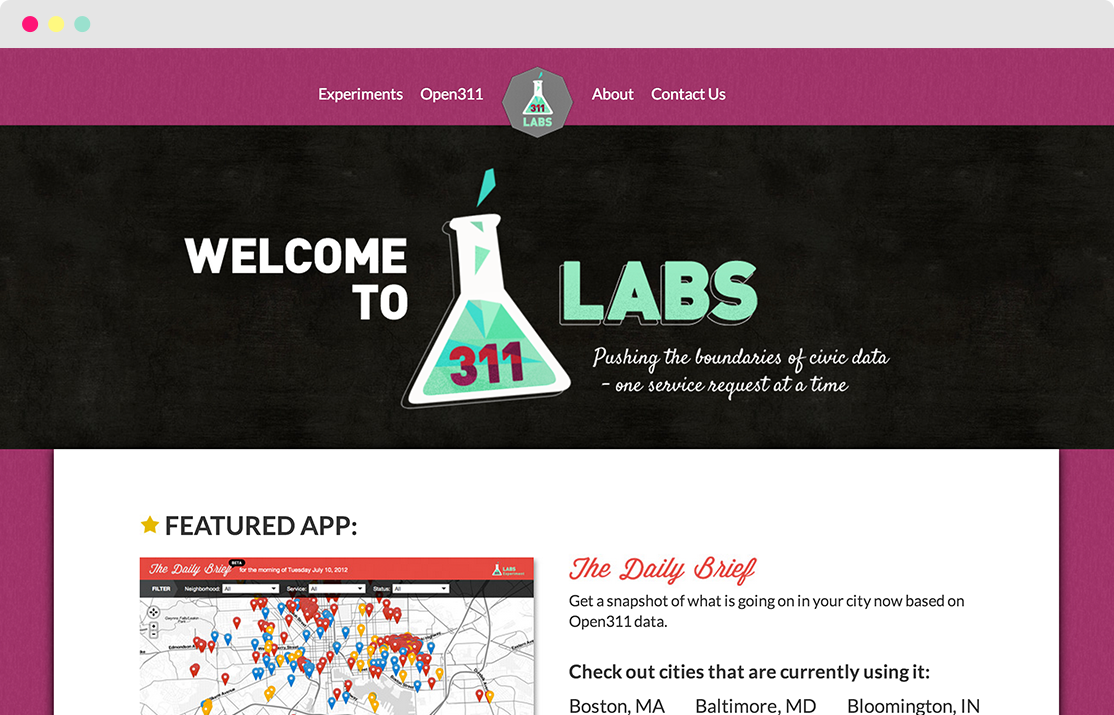 Experiments Open311 311 LABS About Contact Us
WELCOME
TO
311
LABS
Pushing the boundaries of civic data
- one service request at a time
FEATURED APP:
The Daily Brief BETA for the morning of Tuesday July 10, 2012 LABS Experiment
FILTER Neighborhood: All Service: All Status: All
The Daily Brief
Get a snapshot of what is going on in your city now based on
Open311 data.
Check out cities that are currently using it:
Boston, MA Baltimore, MD Bloomington, IN